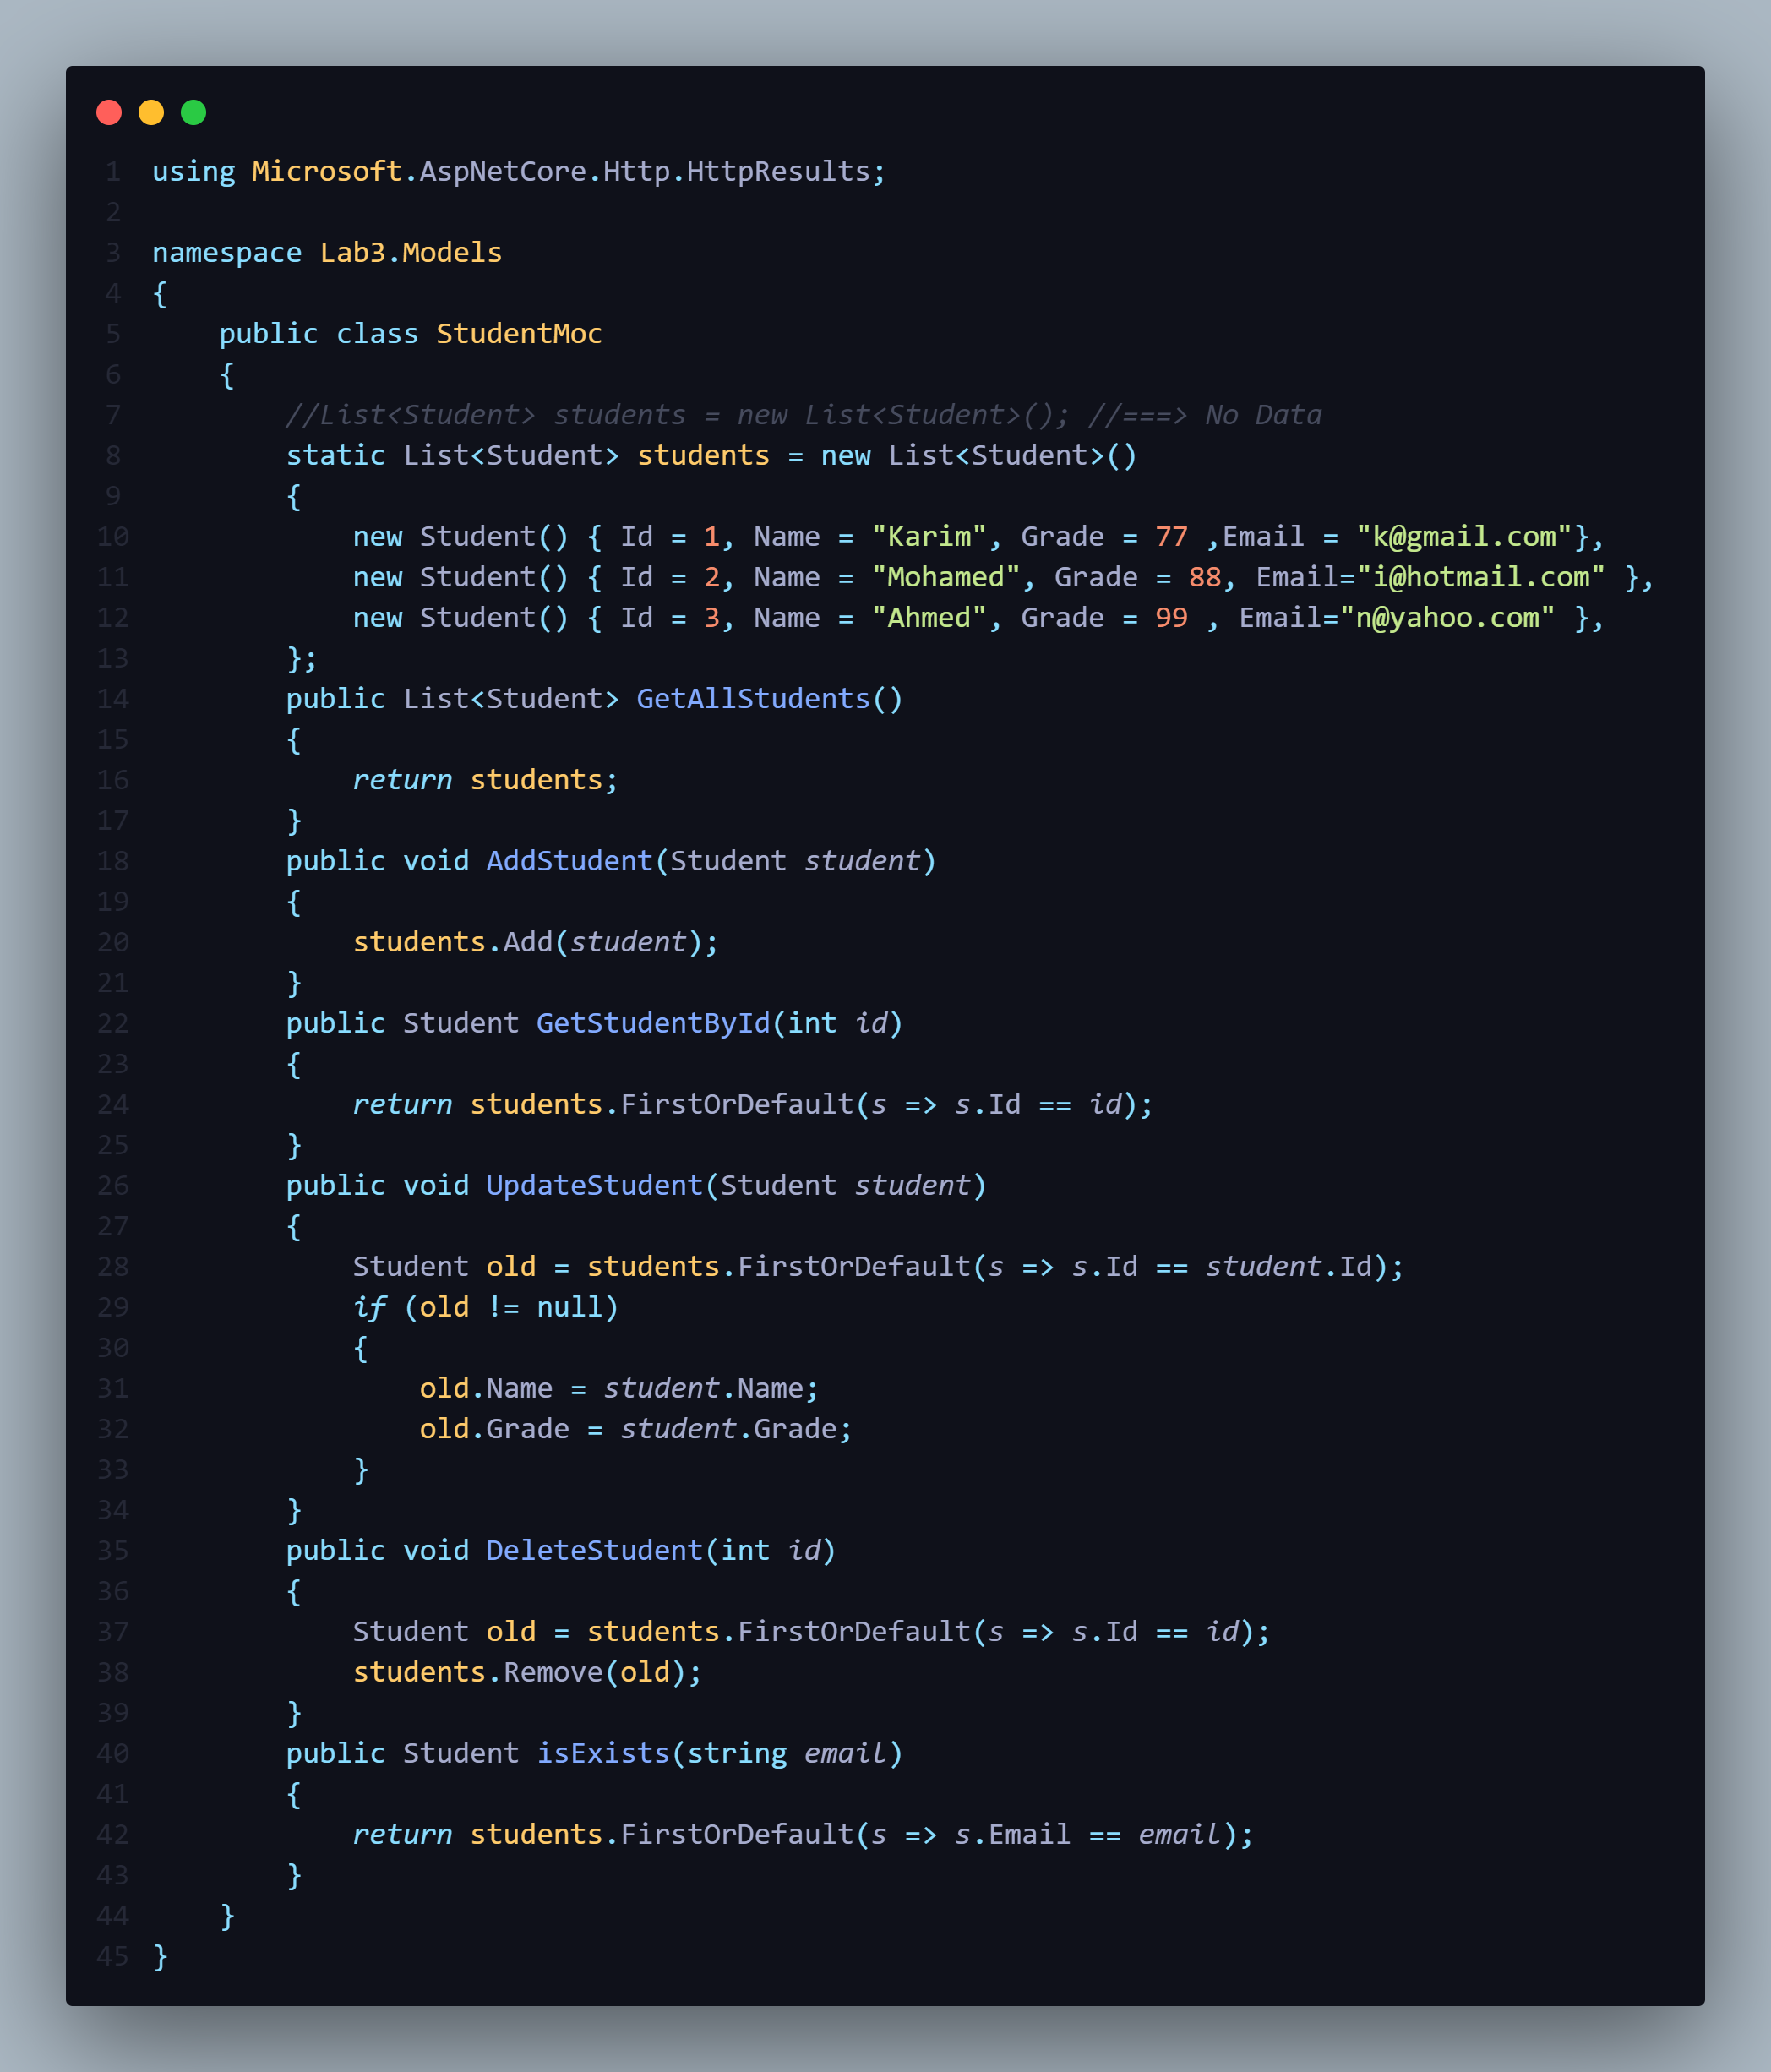 1 using Microsoft.AspNetCore.Http.HttpResults;
2
3 namespace Lab3.Models
4 {
5     public class StudentMoc
6     {
7         //List<Student> students = new List<Student>(); //===> No Data
8         static List<Student> students = new List<Student>()
9         {
10             new Student() { Id = 1, Name = "Karim", Grade = 77 ,Email = "k@gmail.com"},
11             new Student() { Id = 2, Name = "Mohamed", Grade = 88, Email="i@hotmail.com" },
12             new Student() { Id = 3, Name = "Ahmed", Grade = 99 , Email="n@yahoo.com" },
13         };
14         public List<Student> GetAllStudents()
15         {
16             return students;
17         }
18         public void AddStudent(Student student)
19         {
20             students.Add(student);
21         }
22         public Student GetStudentById(int id)
23         {
24             return students.FirstOrDefault(s => s.Id == id);
25         }
26         public void UpdateStudent(Student student)
27         {
28             Student old = students.FirstOrDefault(s => s.Id == student.Id);
29             if (old != null)
30             {
31                 old.Name = student.Name;
32                 old.Grade = student.Grade;
33             }
34         }
35         public void DeleteStudent(int id)
36         {
37             Student old = students.FirstOrDefault(s => s.Id == id);
38             students.Remove(old);
39         }
40         public Student isExists(string email)
41         {
42             return students.FirstOrDefault(s => s.Email == email);
43         }
44     }
45 }